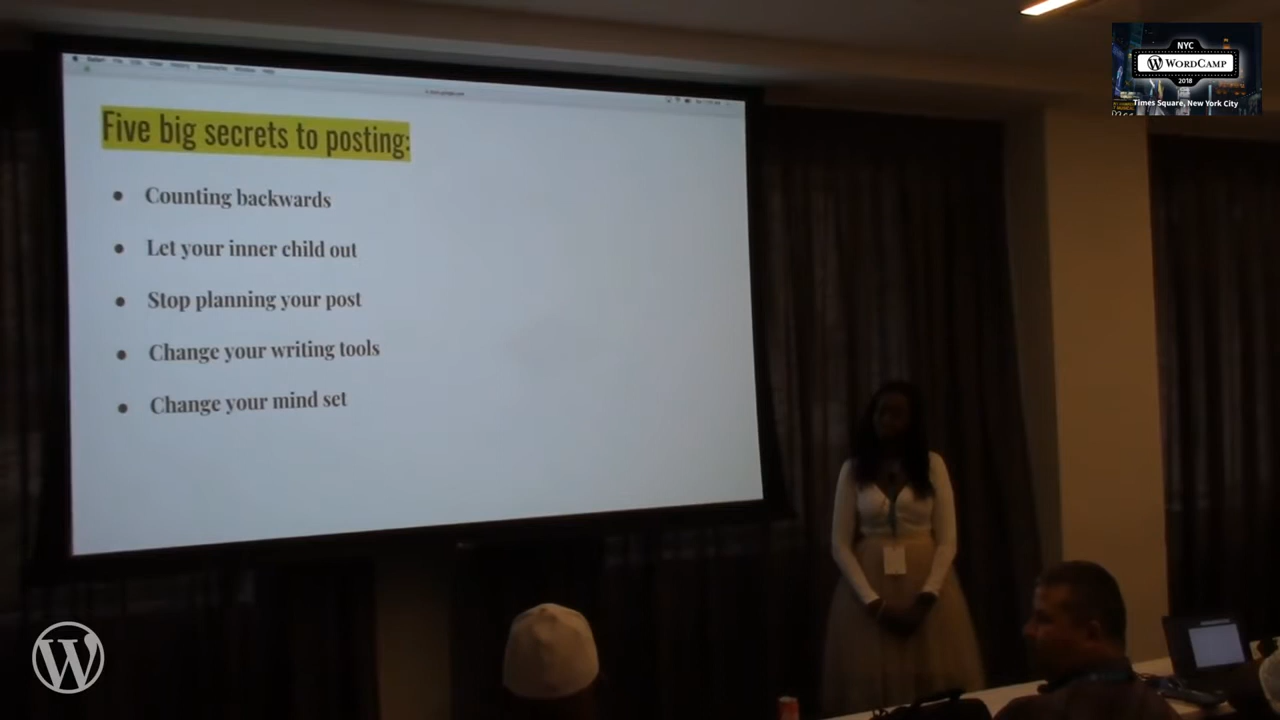 Five big secrets to posting:
Counting backwards
Let your inner child out
Stop planning your post
Change your writing tools
Change your mind set
NYC
WORDCAMP
2018
Times Square, New York City